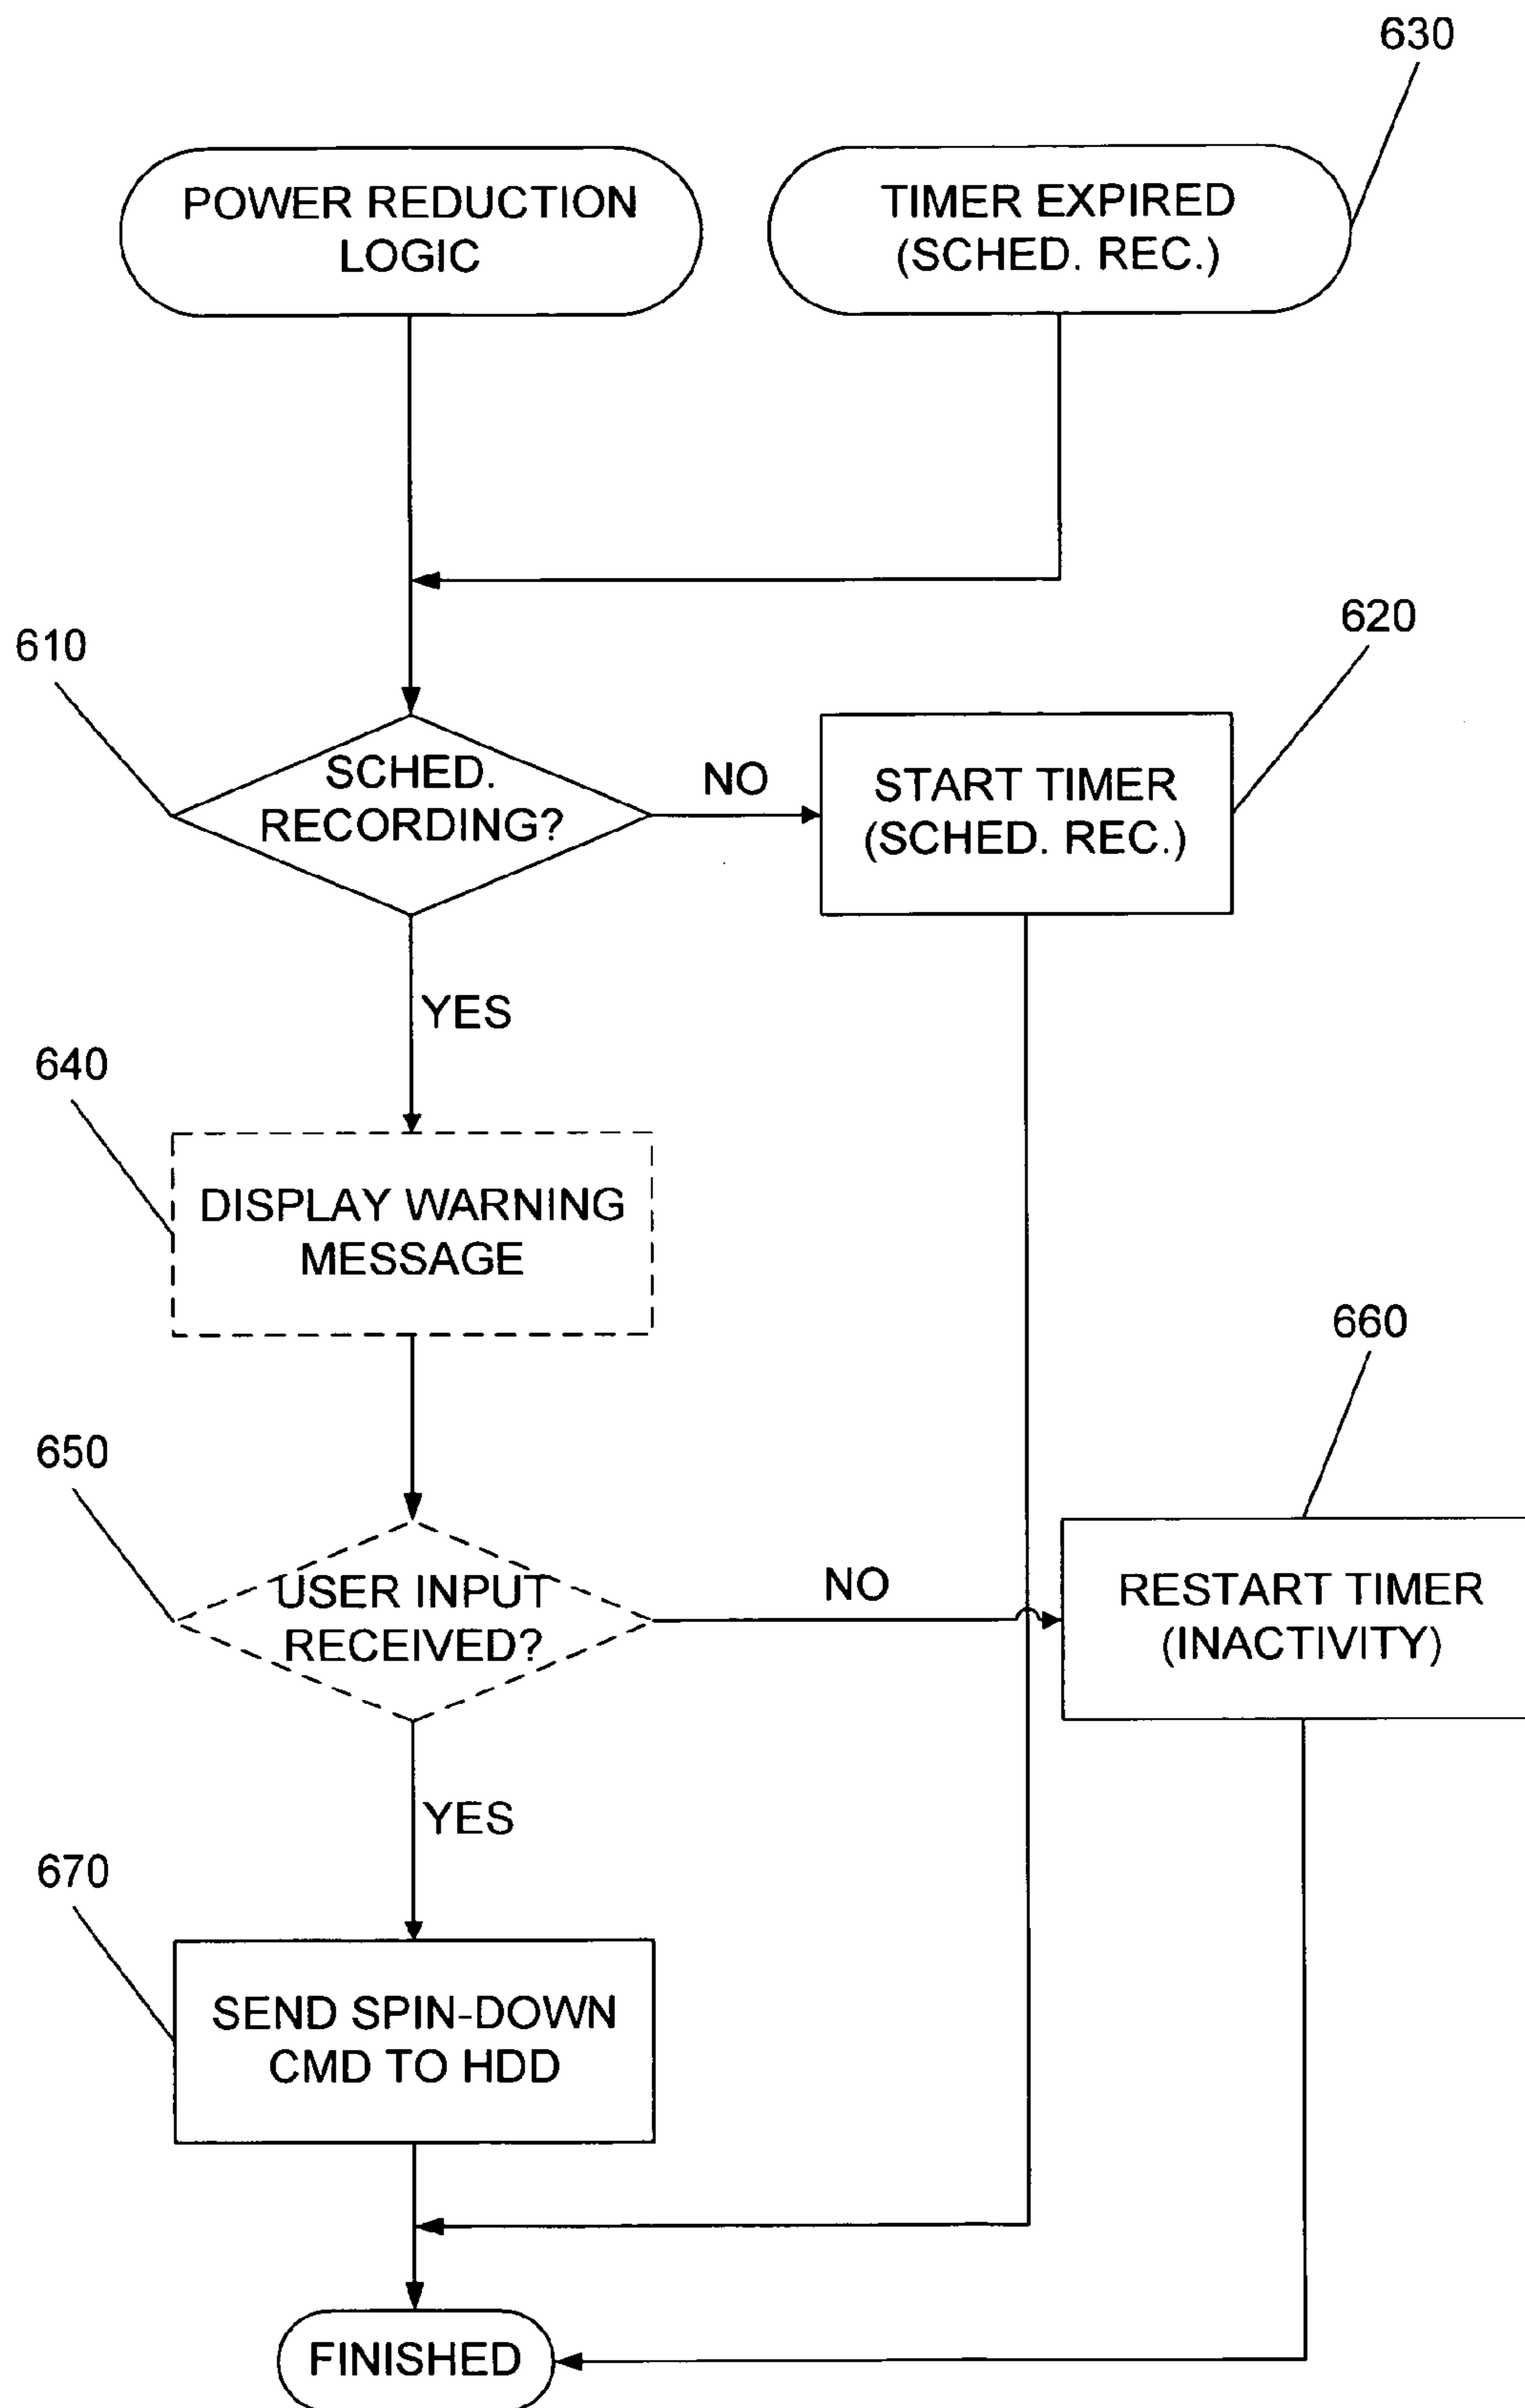 630
POWER REDUCTION
LOGIC
TIMER EXPIRED
(SCHED. REC.)
610
620
SCHED.
RECORDING?
NO
START TIMER
(SCHED. REC.)
YES
640
DISPLAY WARNING
MESSAGE
660
650
USER INPUT
RECEIVED?
NO
RESTART TIMER
(INACTIVITY)
YES
670
SEND SPIN-DOWN
CMD TO HDD
FINISHED